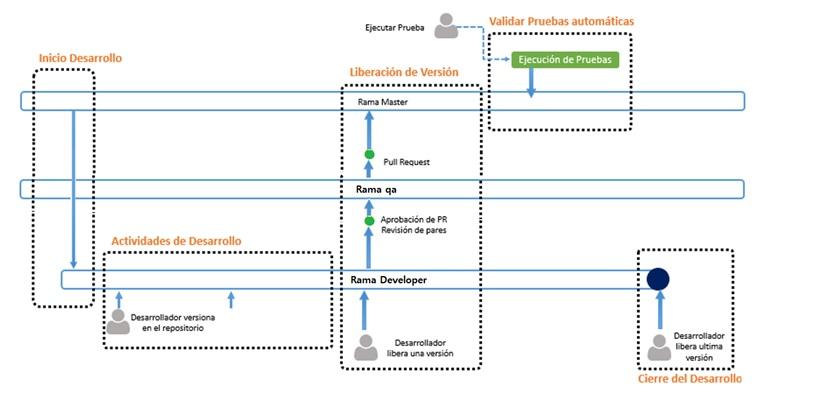 Validar Pruebas automáticas
Ejecutar Prueba
Ejecución de Pruebas
Inicio Desarrollo
Liberación de Versión
Rama Master
Pull Request
Rama qa
Aprobación de PR
Revisión de pares
Actividades de Desarrollo
Rama Developer
Desarrollador versiona
en el repositorio
Desarrollador
libera una versión
Desarrollador
libera ultima
versión
Cierre del Desarrollo